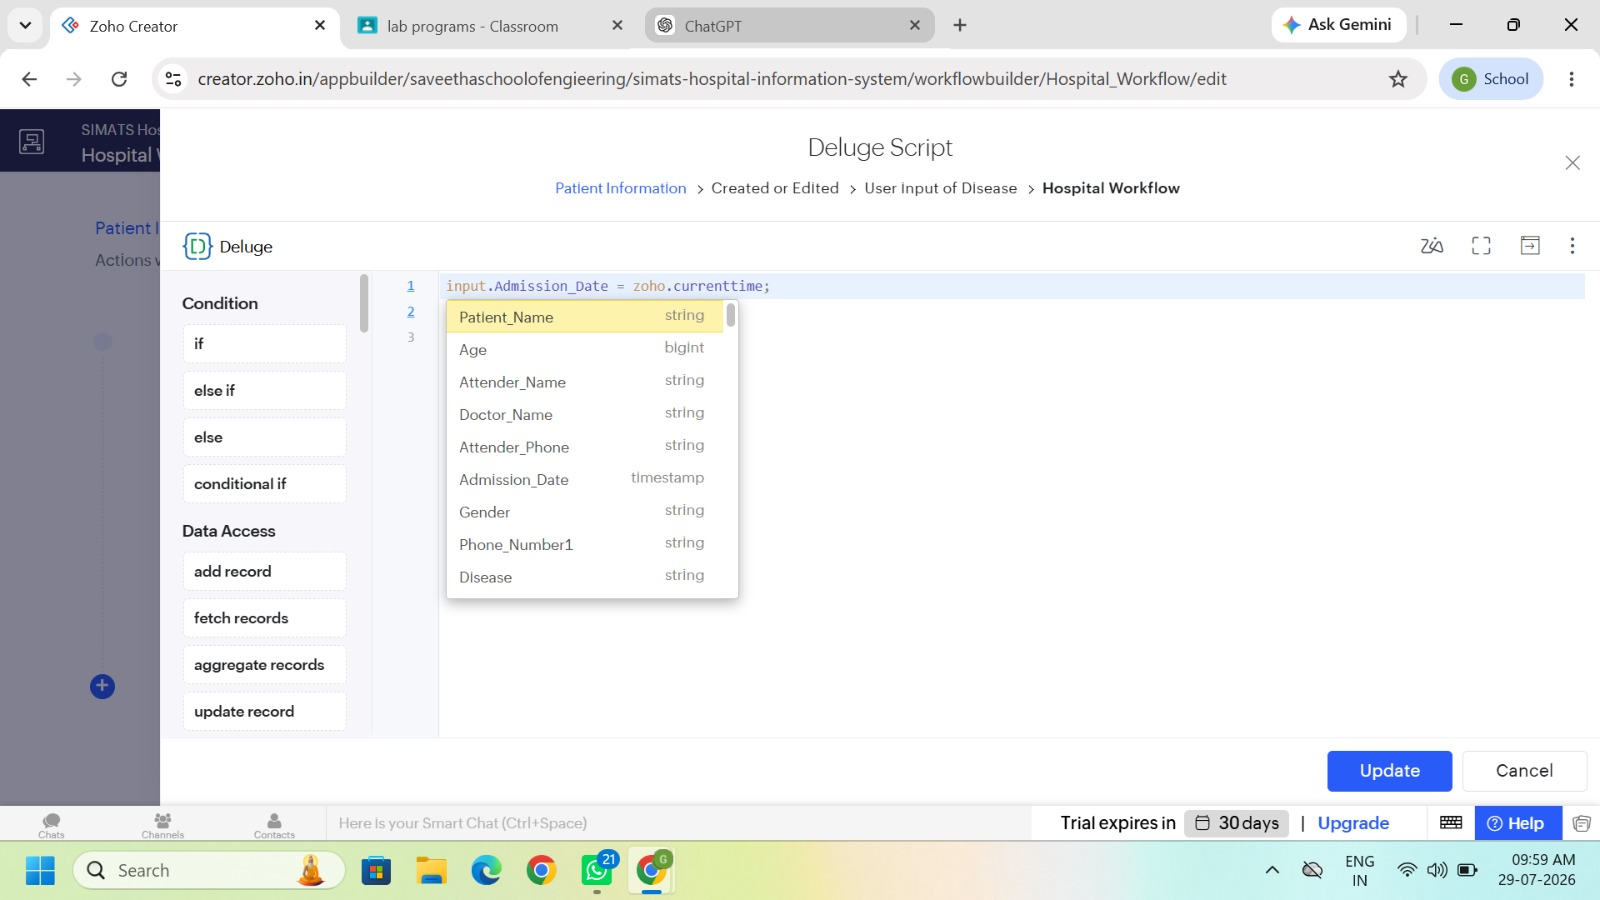 Zoho Creator
lab programs - Classroom
ChatGPT
Ask Gemini
creator.zoho.in/appbuilder/saveethaschoolofengieering/simats-hospital-information-system/workflowbuilder/Hospital_Workflow/edit
G School
SIMATS Hos
Hospital W
Deluge Script
Patient Information > Created or Edited > User input of Disease > Hospital Workflow
Patient I
Actions w
Deluge
Condition
if
else if
else
conditional if
Data Access
add record
fetch records
aggregate records
update record
1 input.Admission_Date = zoho.currenttime;
2
3
Patient_Name string
Age bigint
Attender_Name string
Doctor_Name string
Attender_Phone string
Admission_Date timestamp
Gender string
Phone_Number1 string
Disease string
Update
Cancel
Chats
Channels
Contacts
Here is your Smart Chat (Ctrl+Space)
Trial expires in 30 days | Upgrade
Help
Search
21
G
ENG
IN
09:59 AM
29-07-2026